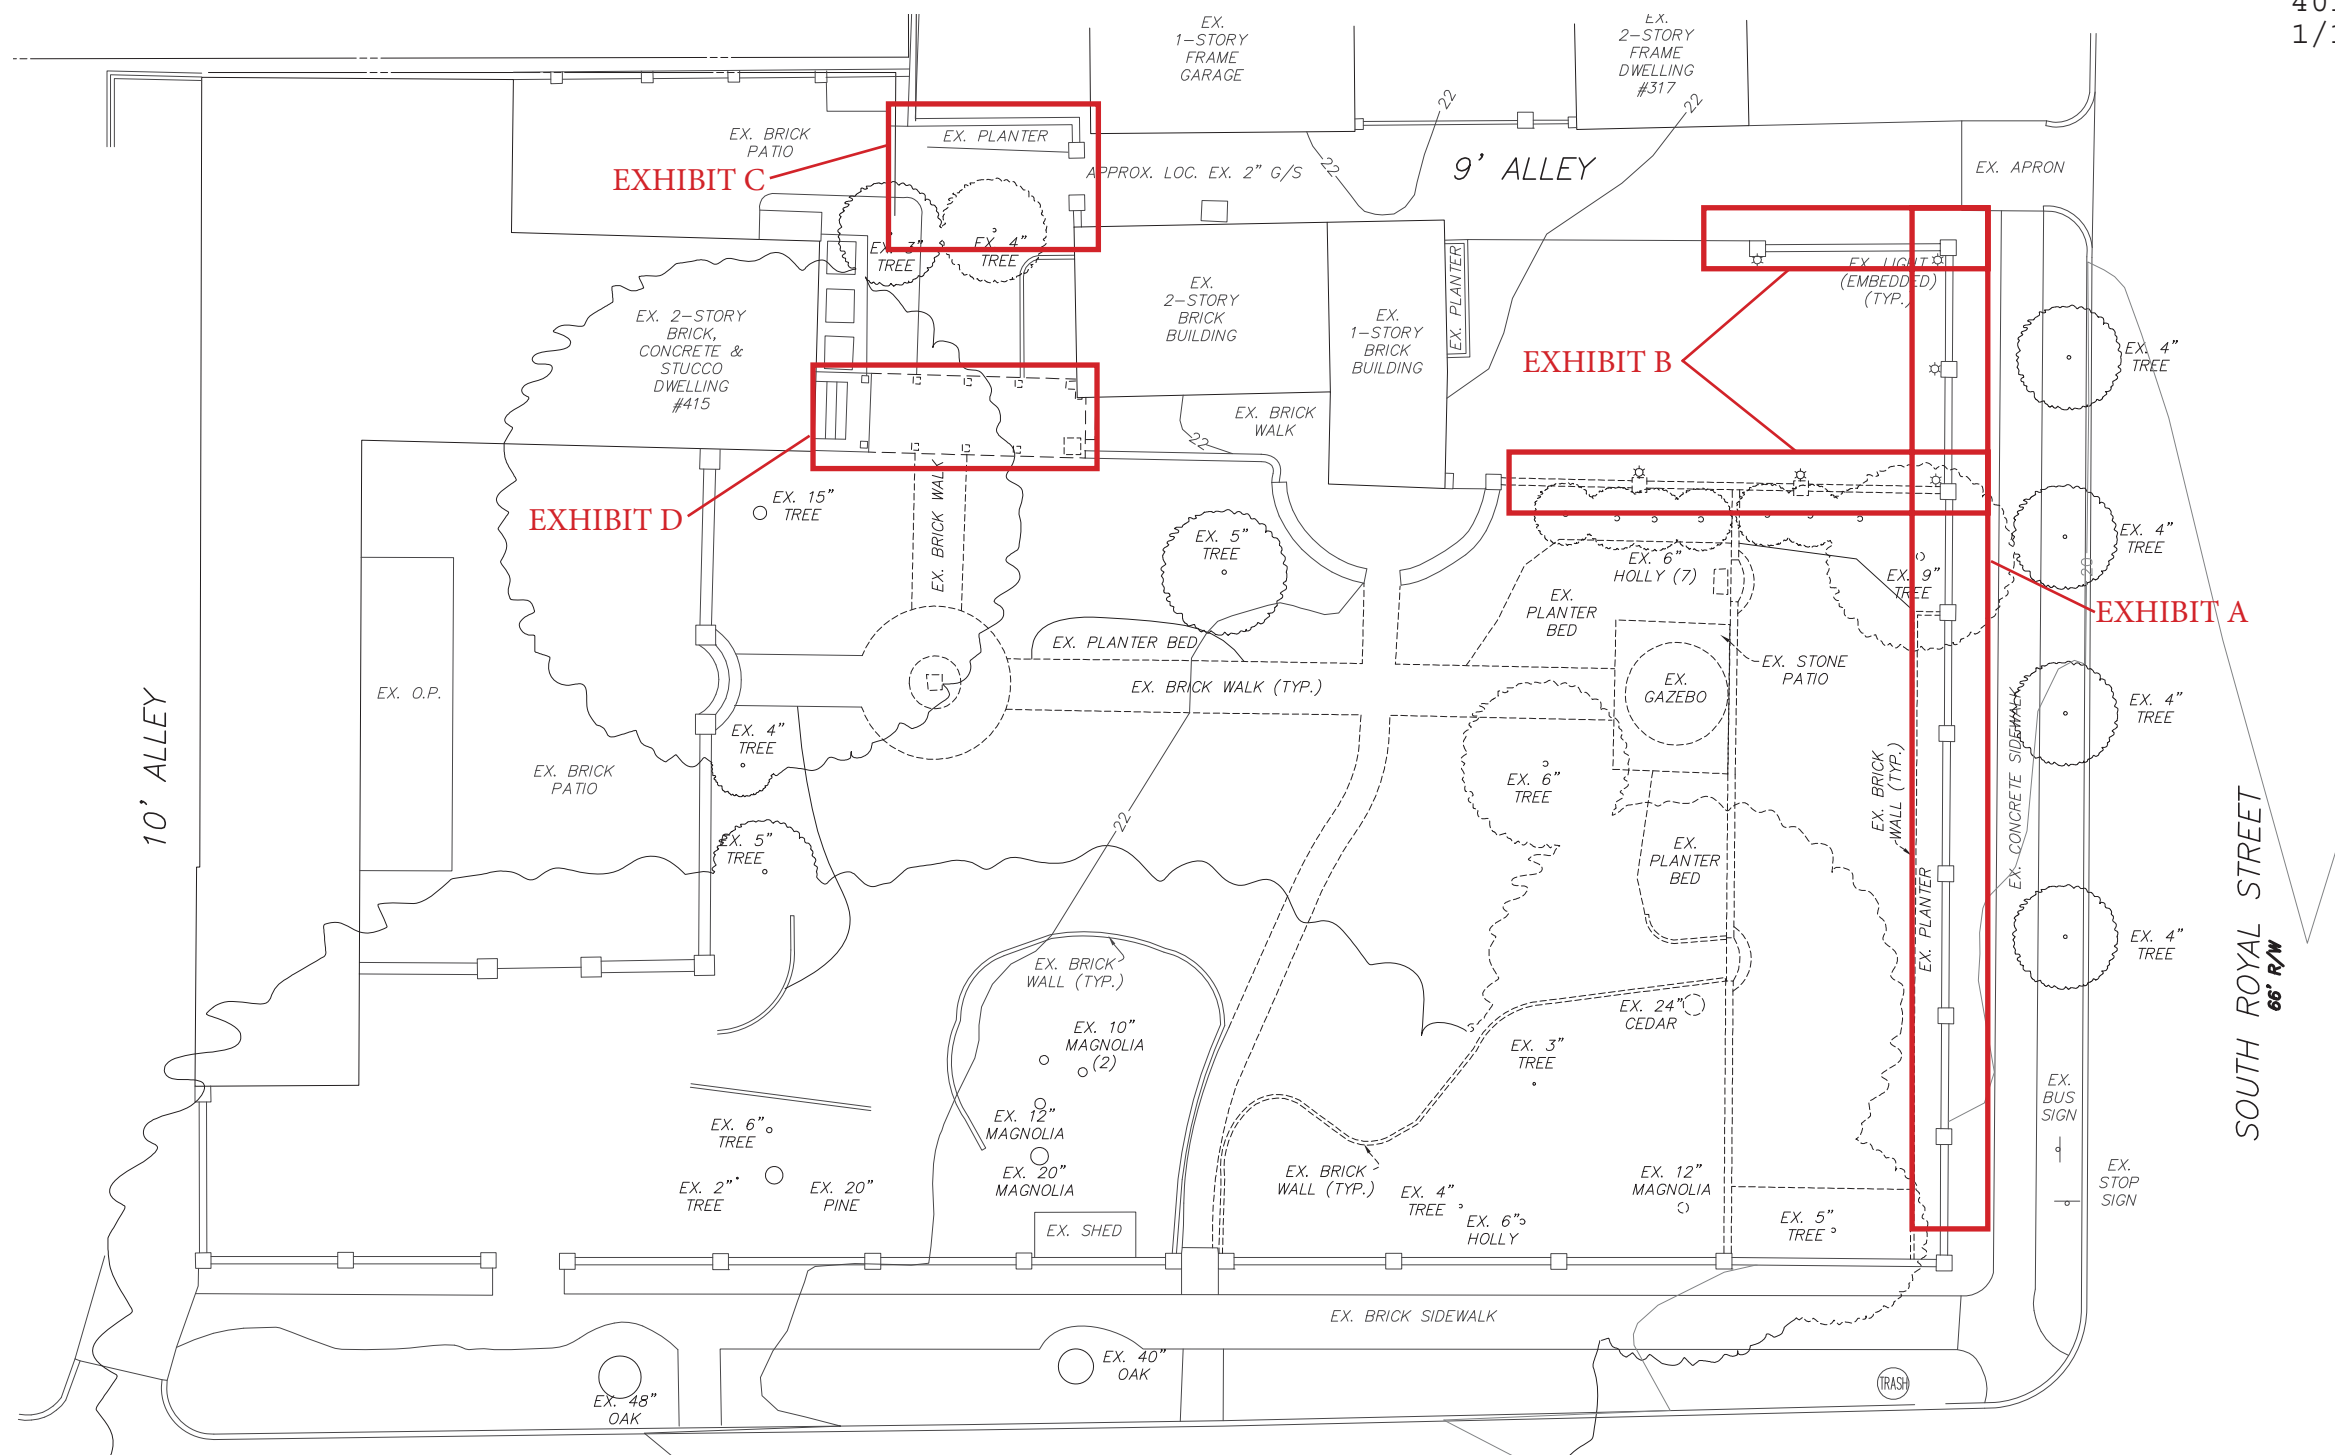 1/1
EX.
1-STORY
FRAME
GARAGE
EX.
2-STORY
FRAME
DWELLING
#317
22
22
EX. BRICK
PATIO
EX. PLANTER
EXHIBIT C
APPROX. LOC. EX. 2" G/S
22
9' ALLEY
EX. APRON
EX. 3"
TREE
EX. 4"
TREE
EX. LIGHT
(EMBEDDED)
(TYP.)
EX. PLANTER
EX. 2-STORY
BRICK,
CONCRETE &
STUCCO
DWELLING
#415
EX.
2-STORY
BRICK
BUILDING
EX.
1-STORY
BRICK
BUILDING
EXHIBIT B
EX. 4"
TREE
EX. BRICK
WALK
22
EXHIBIT D
EX. 15"
TREE
EX. BRICK WALK
EX. 5"
TREE
EX. 6"
HOLLY (7)
EX. 9"
TREE
EX. 4"
TREE
20
EXHIBIT A
EX.
PLANTER
BED
EX. PLANTER BED
EX. STONE
PATIO
EX. O.P.
EX. BRICK WALK (TYP.)
EX.
GAZEBO
EX. 4"
TREE
10' ALLEY
EX. 4"
TREE
EX. BRICK
PATIO
EX. 6"
TREE
EX. BRICK
WALL (TYP.)
EX. CONCRETE SIDEWALK
EX. 5"
TREE
22
EX.
PLANTER
BED
EX. PLANTER
EX. 4"
TREE
SOUTH ROYAL STREET
66' R/W
EX. BRICK
WALL (TYP.)
EX. 24"
CEDAR
EX. 10"
MAGNOLIA
(2)
EX. 3"
TREE
EX.
BUS
SIGN
EX. 12"
MAGNOLIA
EX. 6"
TREE
EX. 20"
MAGNOLIA
EX. 2"
TREE
EX. 20"
PINE
EX. BRICK
WALL (TYP.)
EX. 12"
MAGNOLIA
EX.
STOP
SIGN
EX. 4"
TREE
EX. 6"
HOLLY
EX. 5"
TREE
EX. SHED
EX. BRICK SIDEWALK
EX. 40"
OAK
TRASH
EX. 48"
OAK